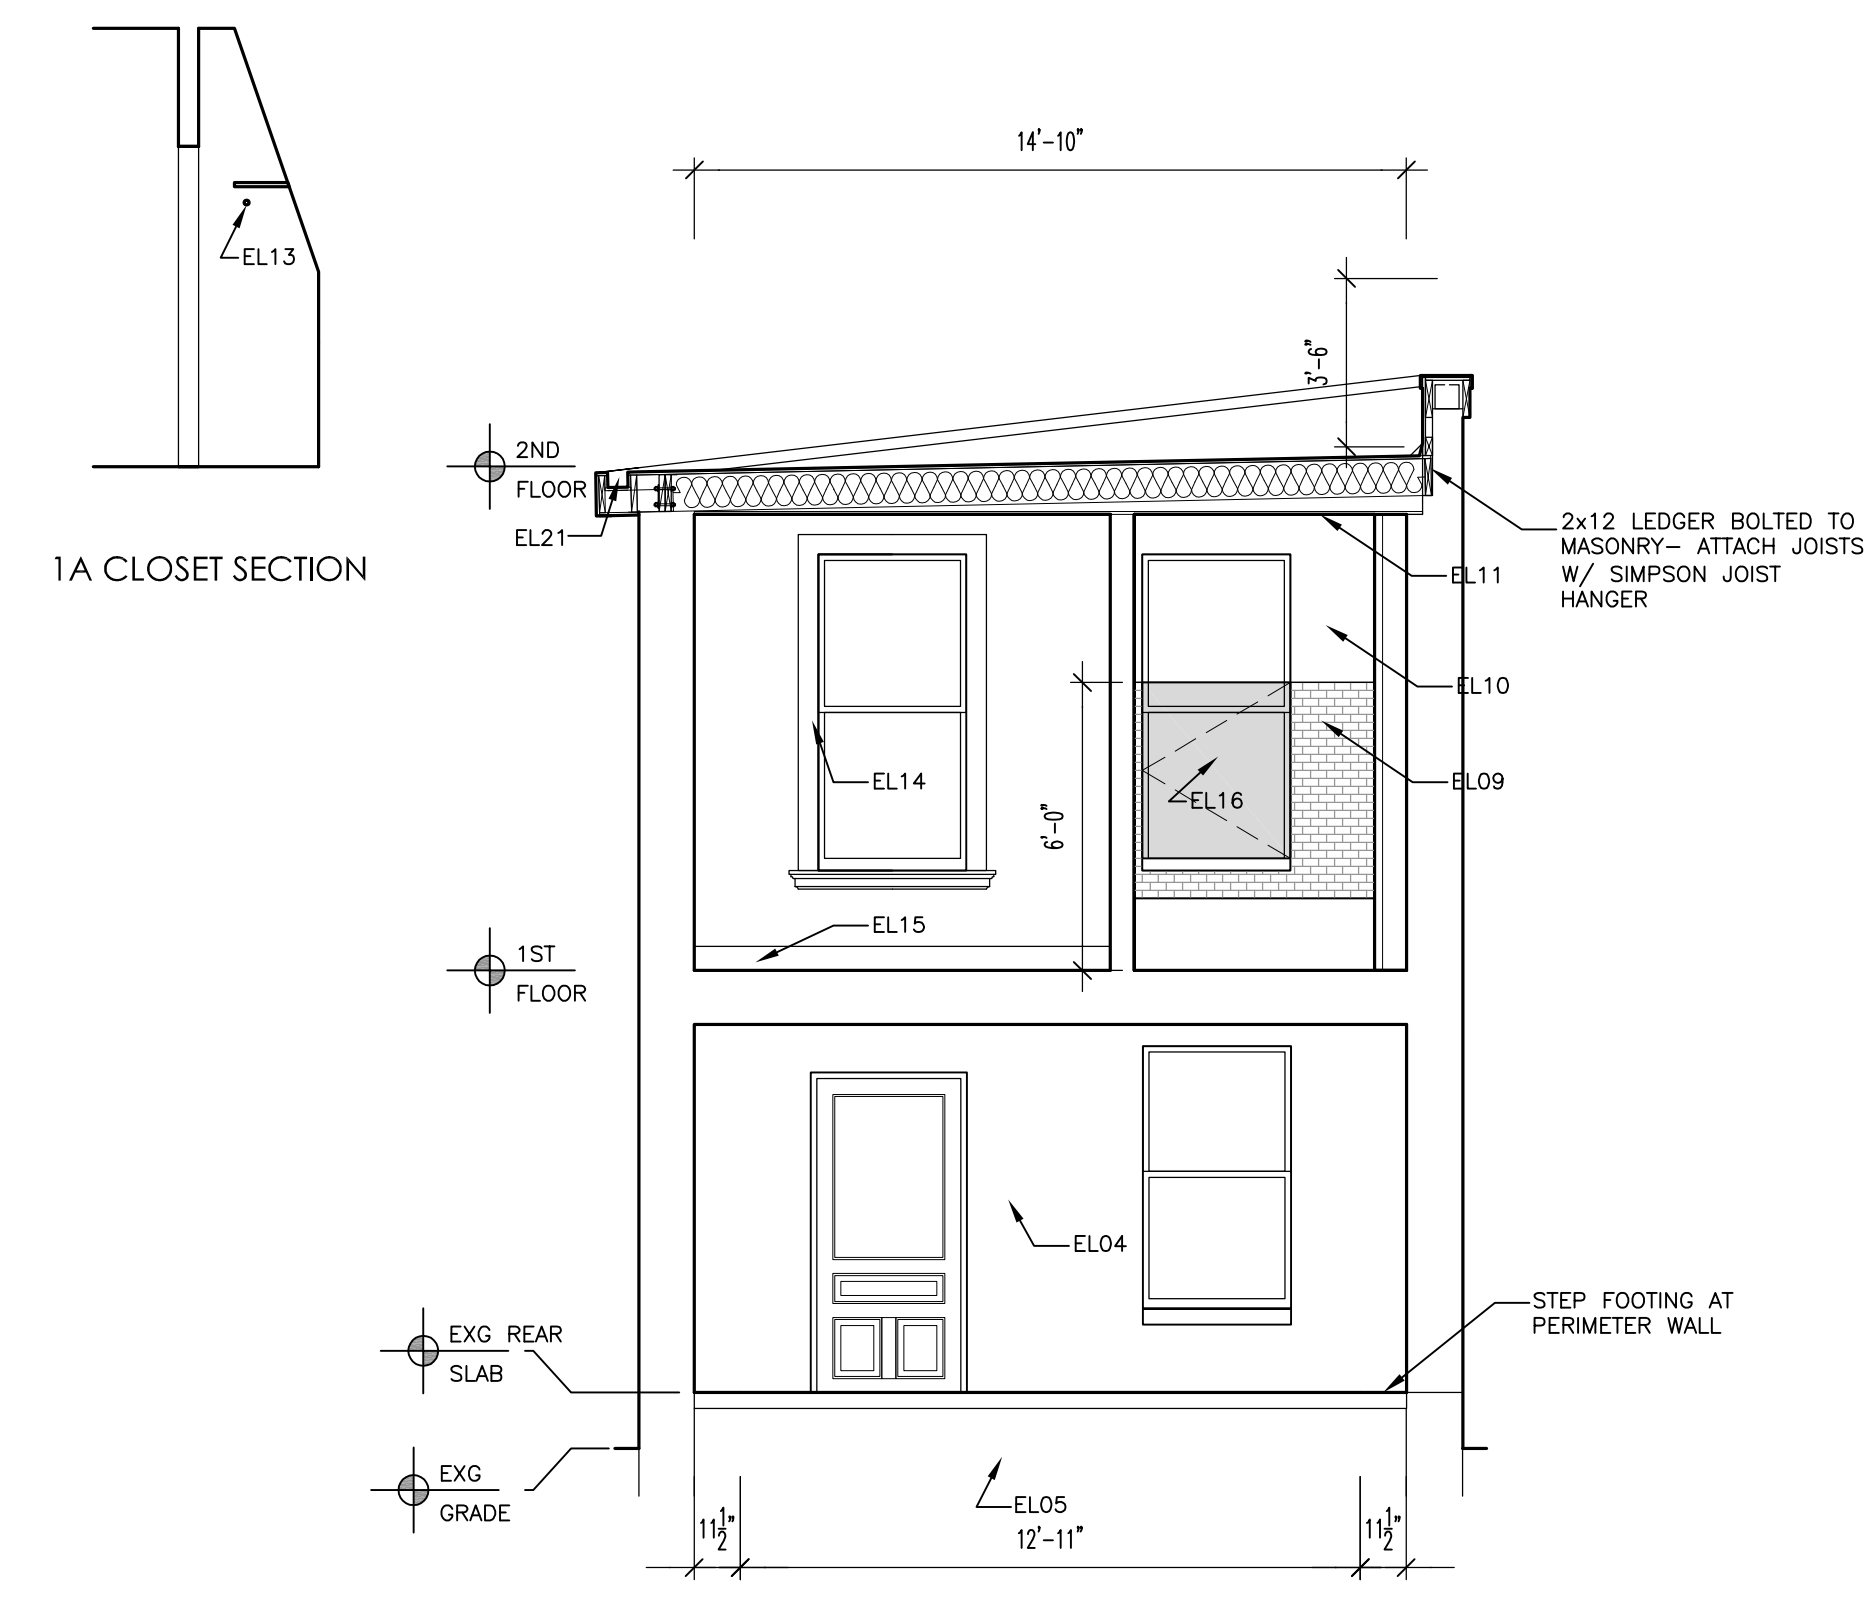 14'-10"
EL13
3'-6"
2ND
FLOOR
EL21
2x12 LEDGER BOLTED TO
MASONRY- ATTACH JOISTS
W/ SIMPSON JOIST
HANGER
1A CLOSET SECTION
EL11
EL10
EL14
EL16
EL09
6'-0"
EL15
1ST
FLOOR
EL04
STEP FOOTING AT
PERIMETER WALL
EXG REAR
SLAB
EXG
GRADE
EL05
11 1/2"
12'-11"
11 1/2"